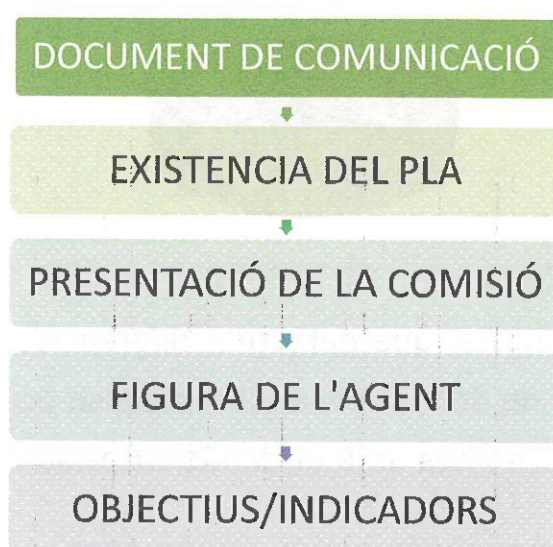 DOCUMENT DE COMUNICACIÓ
EXISTENCIA DEL PLA
PRESENTACIÓ DE LA COMISIÓ
FIGURA DE L'AGENT
OBJECTIUS/INDICADORS